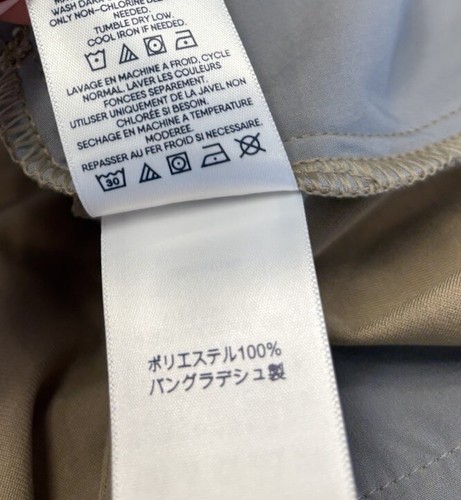 WASH DARK
ONLY NON-CHLORINE
NEEDED.
TUMBLE DRY LOW.
COOL IRON IF NEEDED.
LAVAGE EN MACHINE A FROID, CYCLE
NORMAL, LAVER LES COULEURS
FONCEES SEPAREMENT.
UTILISER UNIQUEMENT DE LA JAVEL NON
CHLORÉE SI BESOIN.
SECHAGE EN MACHINE A TEMPERATURE
MODEREE.
REPASSER AU FER FROID SI NECESSAIRE.
30
ポリエステル100%
バングラデシュ製